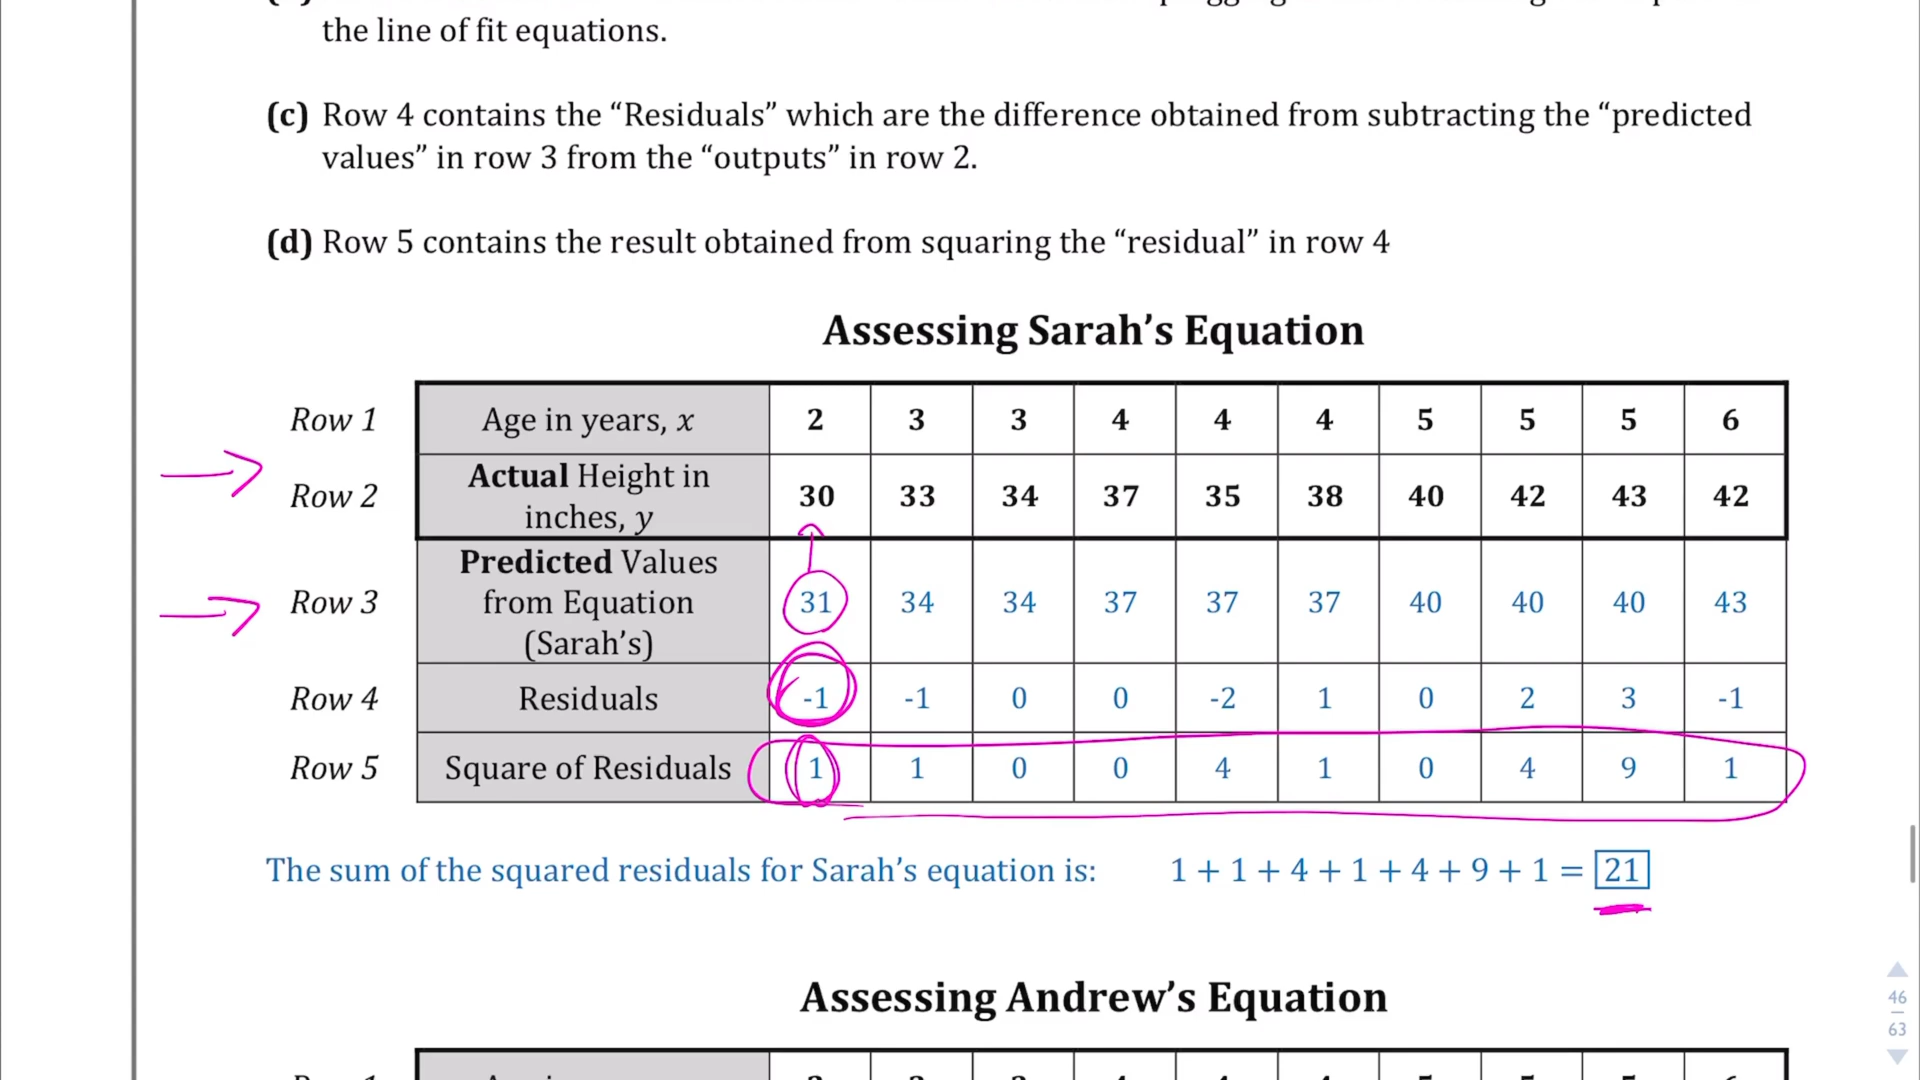 the line of fit equations.
(c) Row 4 contains the “Residuals” which are the difference obtained from subtracting the “predicted
values” in row 3 from the “outputs” in row 2.
(d) Row 5 contains the result obtained from squaring the “residual” in row 4
Assessing Sarah’s Equation
Row 1 Age in years, x 2 3 3 4 4 4 5 5 5 6
Row 2 Actual Height in inches, y 30 33 34 37 35 38 40 42 43 42
Row 3 Predicted Values from Equation (Sarah’s) 31 34 34 37 37 37 40 40 40 43
Row 4 Residuals -1 -1 0 0 -2 1 0 2 3 -1
Row 5 Square of Residuals 1 1 0 0 4 1 0 4 9 1
The sum of the squared residuals for Sarah’s equation is: 1 + 1 + 4 + 1 + 4 + 9 + 1 = 21
Assessing Andrew’s Equation
46
63